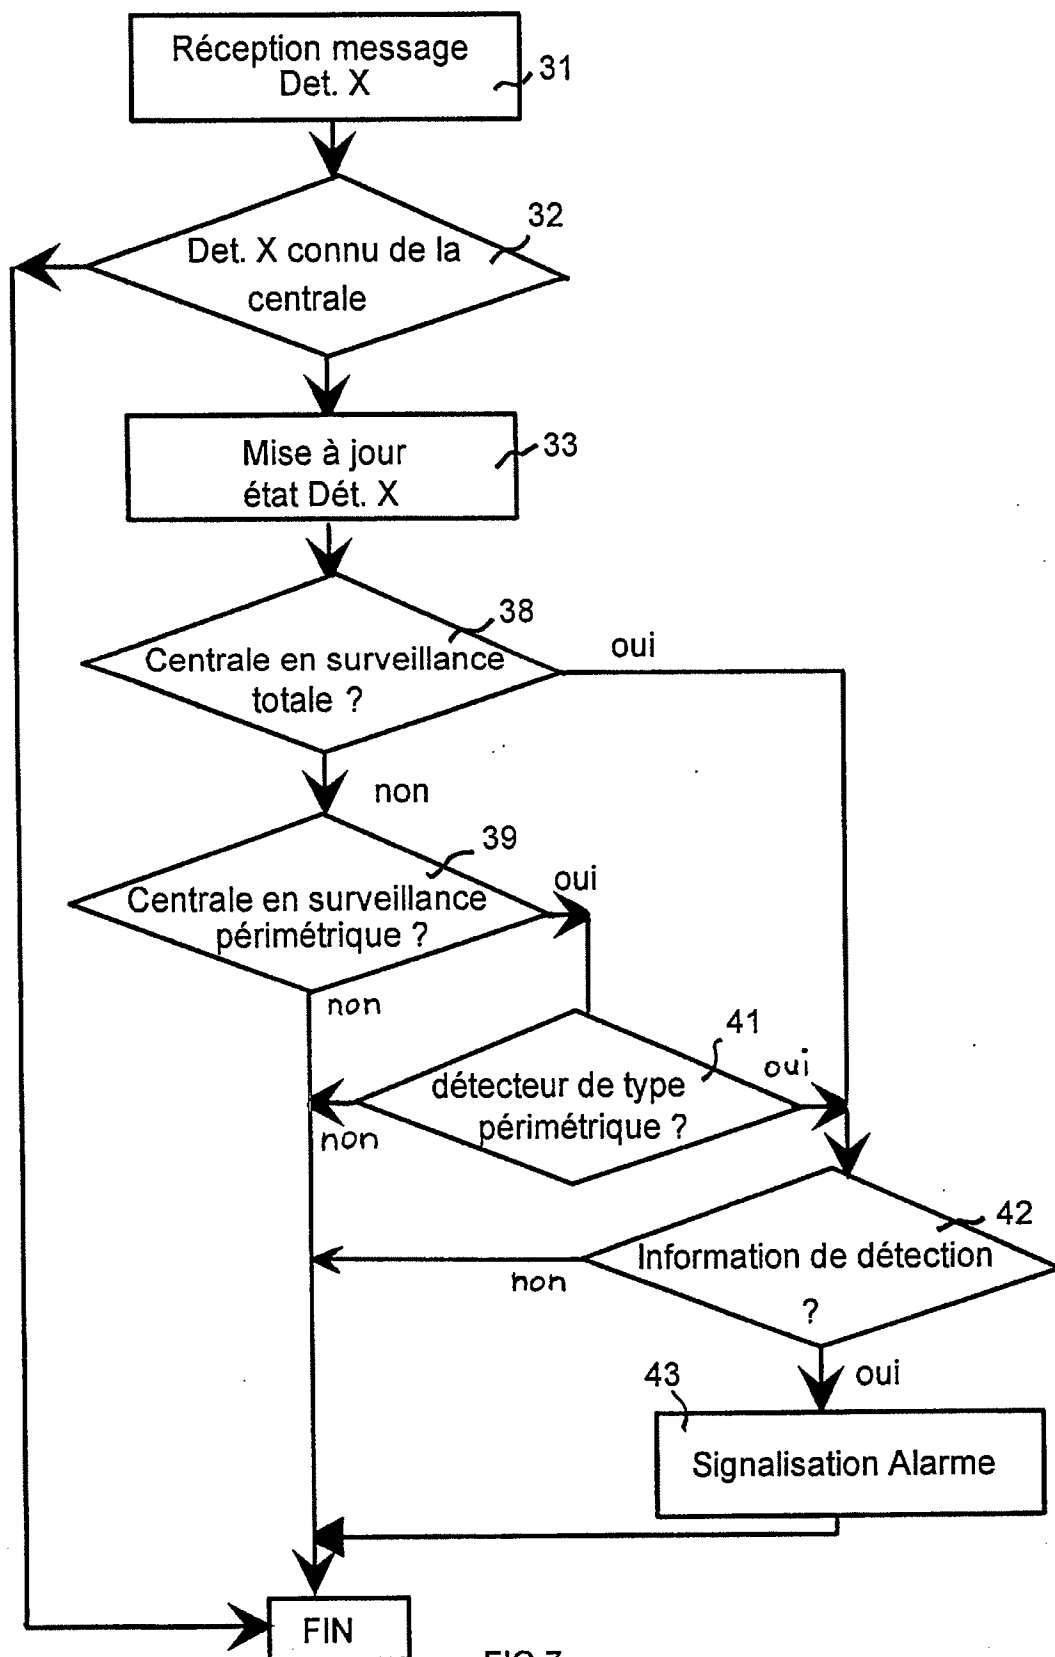 Réception message
Det. X
31
32
Det. X connu de la
centrale
Mise à jour
état Dét. X
33
38
Centrale en surveillance
totale ?
oui
non
39
Centrale en surveillance
périmétrique ?
oui
non
41
détecteur de type
périmétrique ?
oui
non
42
Information de détection
?
non
oui
43
Signalisation Alarme
FIN